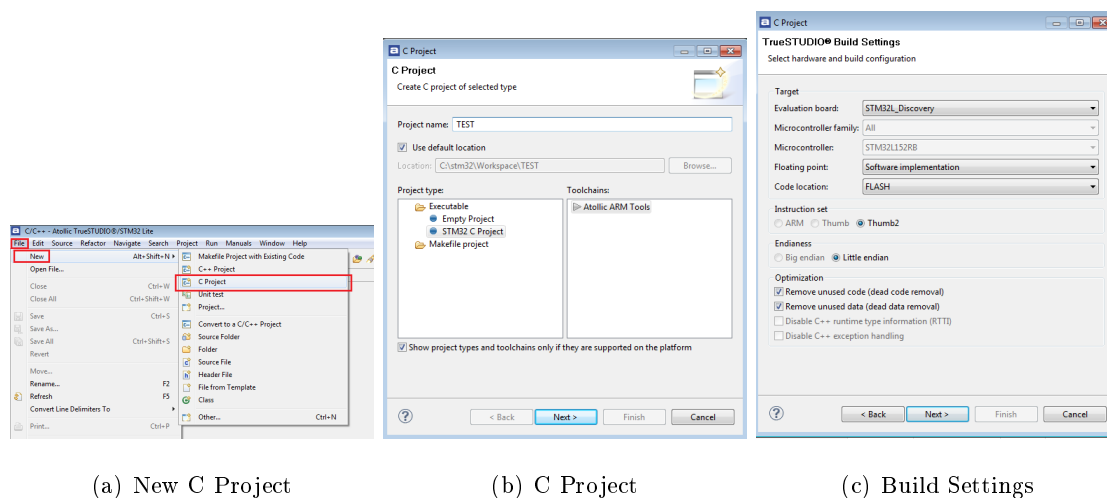 C/C++ - Atollic TrueSTUDIO®/STM32 Lite
File Edit Source Refactor Navigate Search Project Run Manuals Window Help
New Alt+Shift+N
Open File...
Close Ctrl+W
Close All Ctrl+Shift+W
Save Ctrl+S
Save As...
Save All Ctrl+Shift+S
Revert
Move...
Rename... F2
Refresh F5
Convert Line Delimiters To
Print... Ctrl+P
Makefile Project with Existing Code
C++ Project
C Project
Unit test
Project...
Convert to a C/C++ Project
Source Folder
Folder
Source File
Header File
File from Template
Class
Other... Ctrl+N
(a) New C Project
C Project
C Project
Create C project of selected type
Project name: TEST
Use default location
Location: C:\stm32\Workspace\TEST Browse...
Project type: Toolchains:
Executable Atollic ARM Tools
Empty Project
STM32 C Project
Makefile project
Show project types and toolchains only if they are supported on the platform
< Back Next > Finish Cancel
(b) C Project
C Project
TrueSTUDIO® Build Settings
Select hardware and build configuration
Target
Evaluation board: STM32L_Discovery
Microcontroller family: All
Microcontroller: STM32L152RB
Floating point: Software implementation
Code location: FLASH
Instruction set
ARM Thumb Thumb2
Endianess
Big endian Little endian
Optimization
Remove unused code (dead code removal)
Remove unused data (dead data removal)
Disable C++ runtime type information (RTTI)
Disable C++ exception handling
< Back Next > Finish Cancel
(c) Build Settings